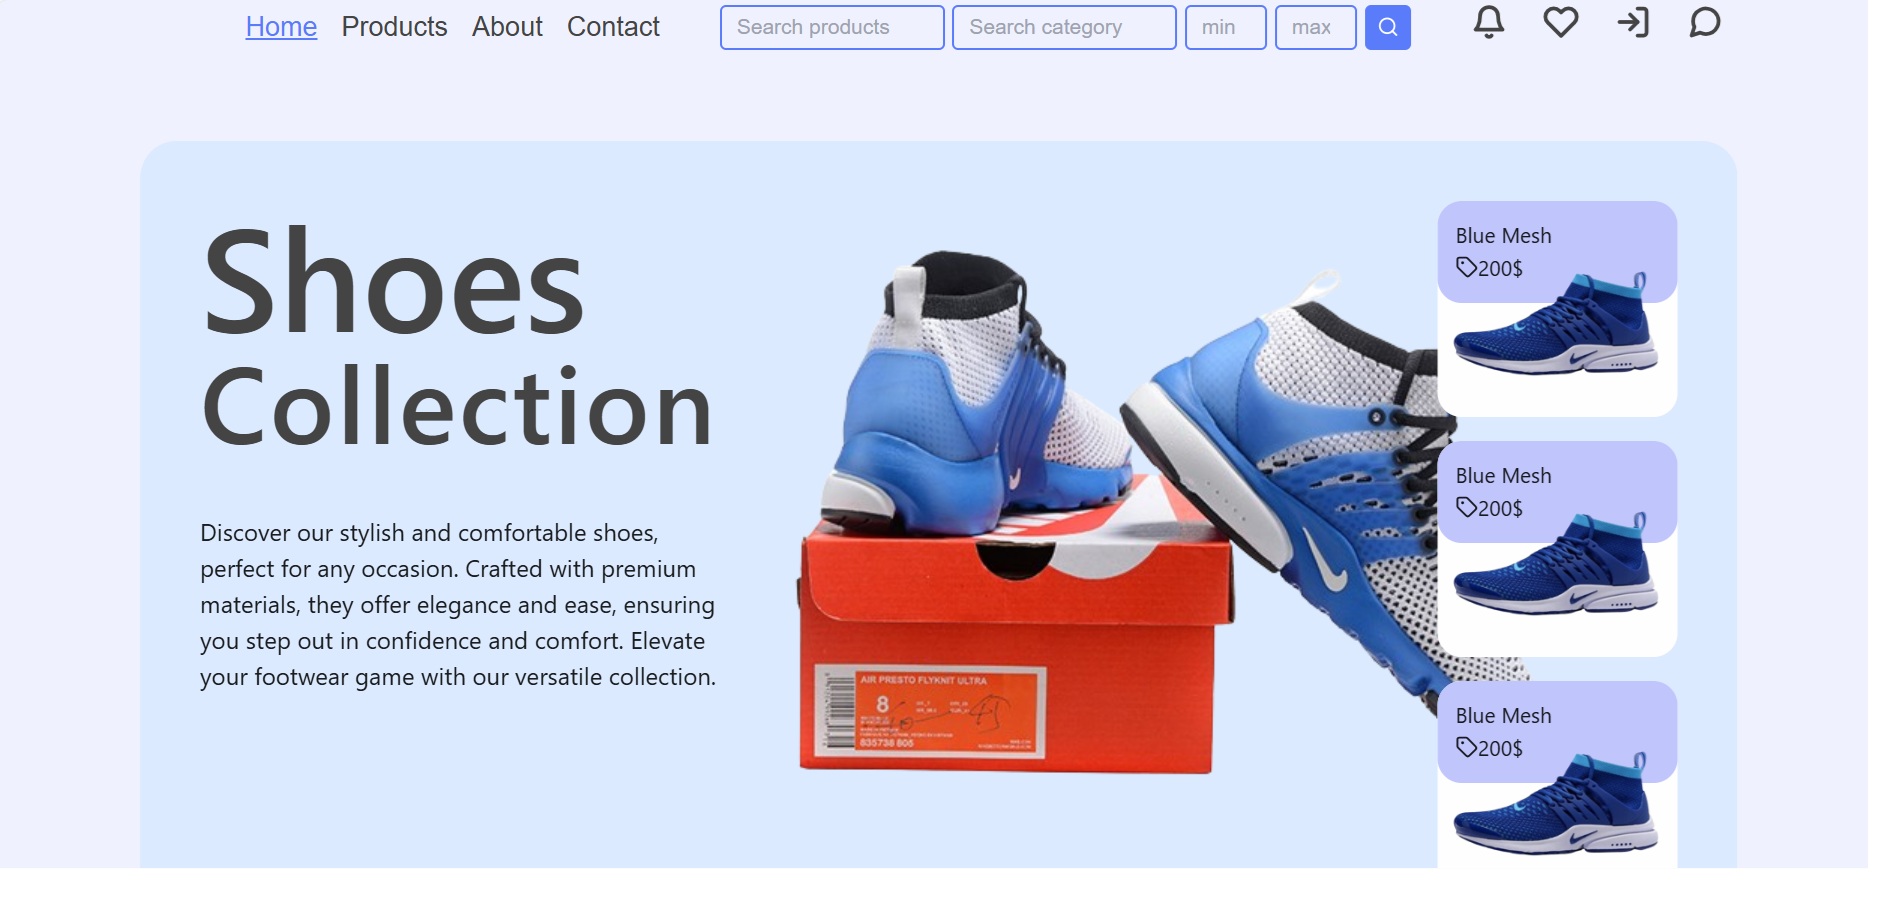 Home Products About Contact Search products Search category min max
Shoes
Collection
Discover our stylish and comfortable shoes,
perfect for any occasion. Crafted with premium
materials, they offer elegance and ease, ensuring
you step out in confidence and comfort. Elevate
your footwear game with our versatile collection.
AIR PRESTO FLYKNIT ULTRA
8
835738 805
Blue Mesh
200$
Blue Mesh
200$
Blue Mesh
200$